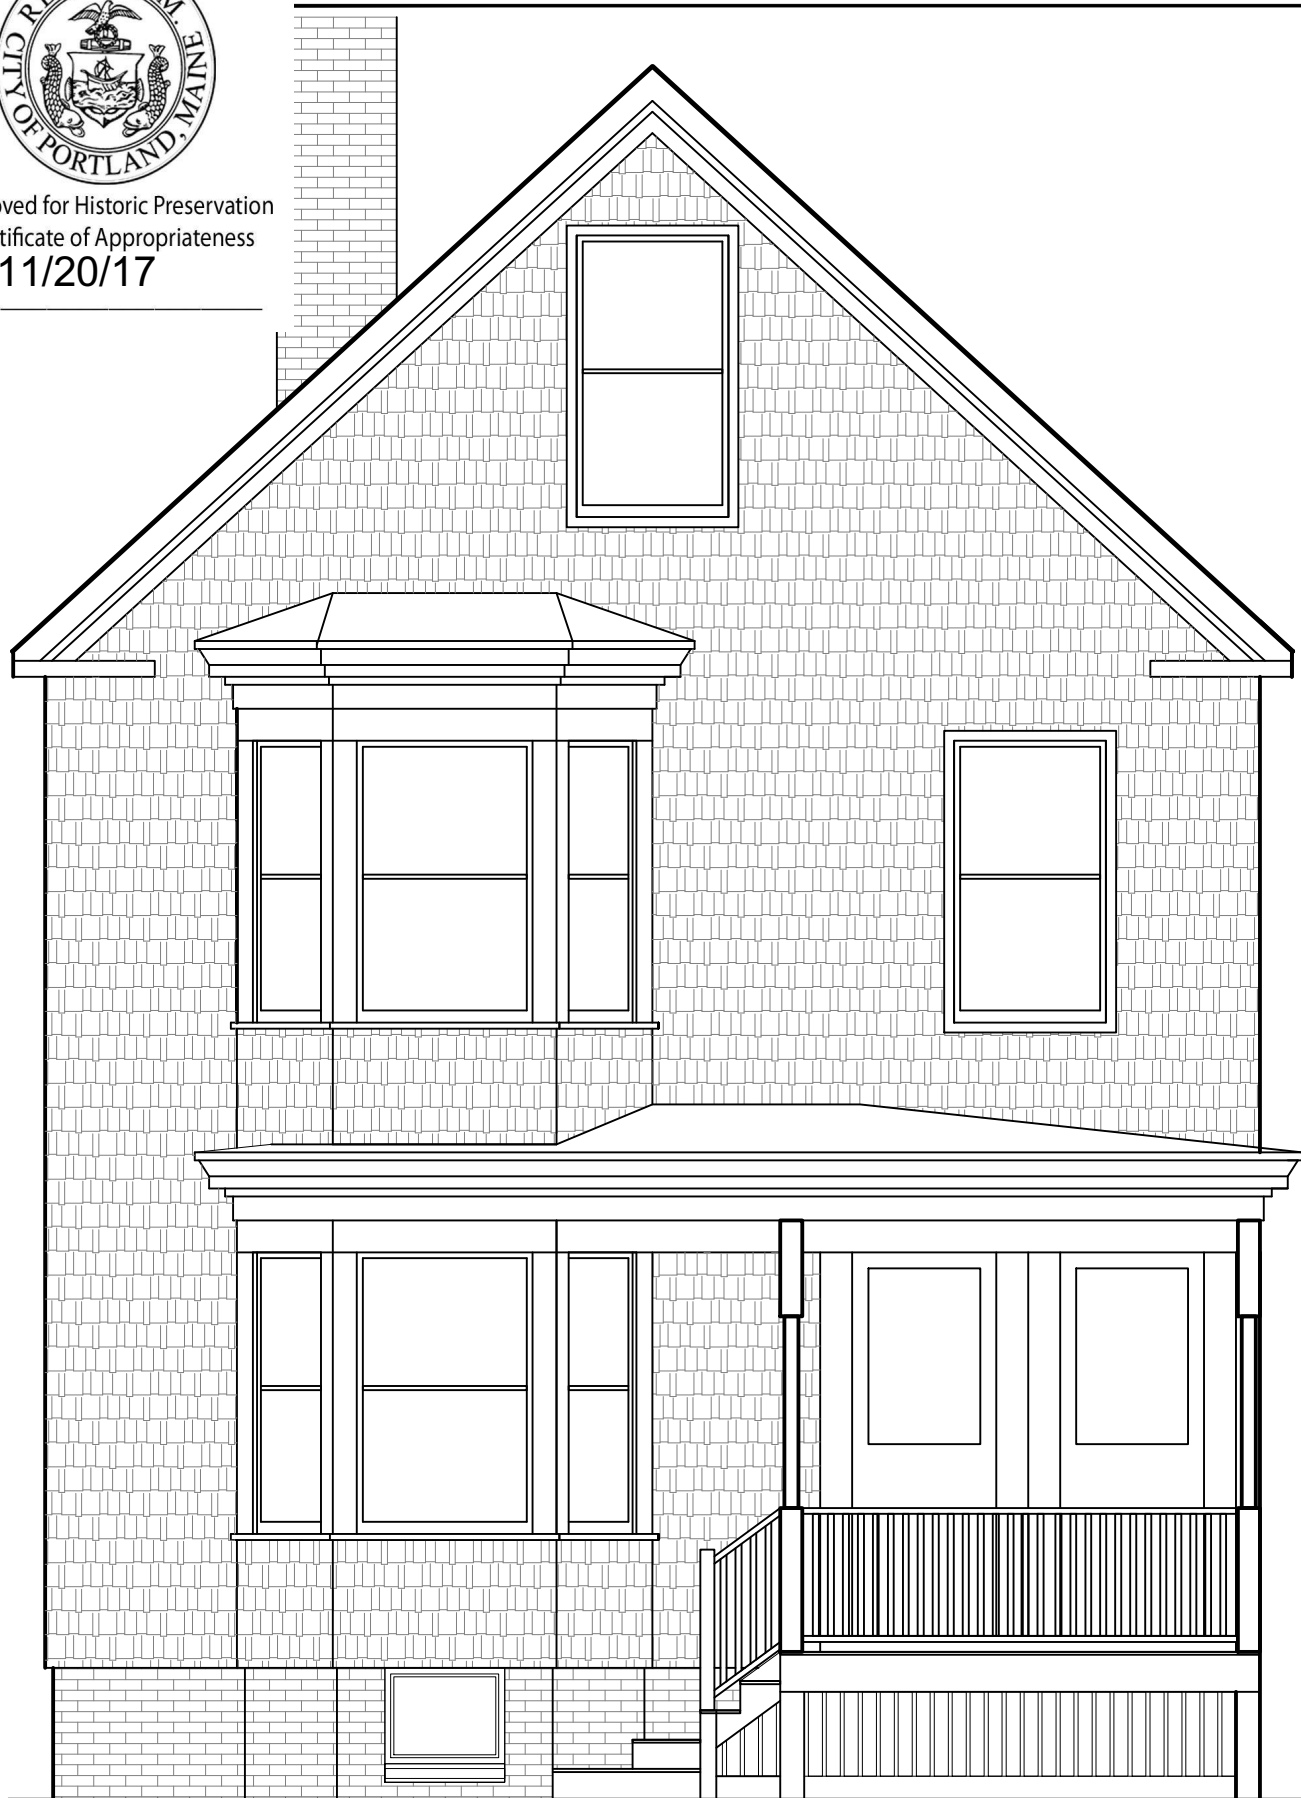 CITY OF PORTLAND, MAINE
oved for Historic Preservation
tificate of Appropriateness
11/20/17